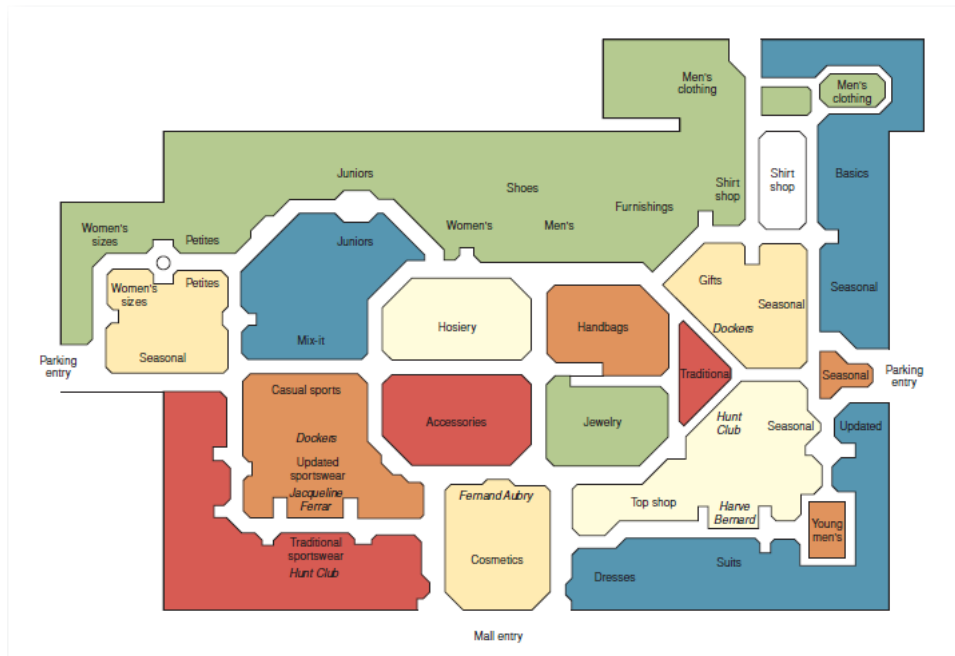 Men's
clothing
Men's
clothing
Juniors
Shoes
Shirt
shop
Shirt
shop
Basics
Furnishings
Women's
sizes
Petites
Juniors
Women's
Men's
Women's
sizes
Petites
Gifts
Seasonal
Seasonal
Hosiery
Handbags
Dockers
Mix-it
Seasonal
Parking
entry
Traditional
Seasonal
Parking
entry
Casual sports
Accessories
Jewelry
Hunt
Club
Seasonal
Updated
Dockers
Updated
sportswear
Jacqueline
Ferrar
Fernand Aubry
Top shop
Harve
Bernard
Young
men's
Traditional
sportswear
Hunt Club
Cosmetics
Dresses
Suits
Mall entry